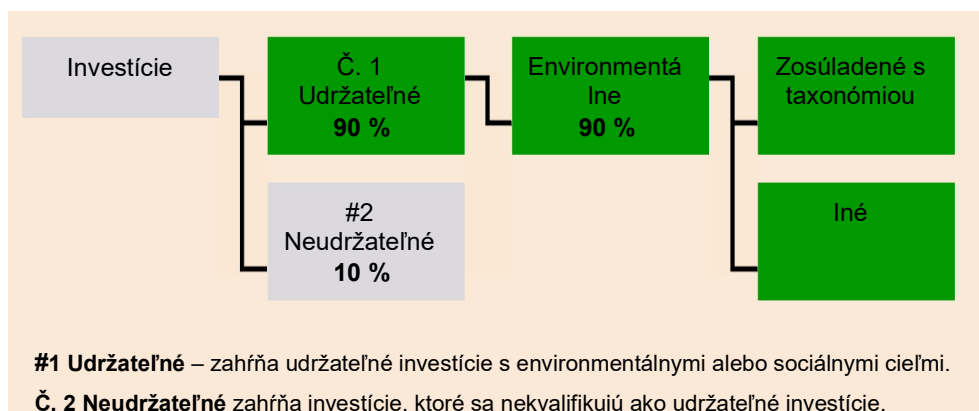 Investície
Č. 1
Udržateľné
90 %
Environmentá
lne
90 %
Zosúladené s
taxonómiou
#2
Neudržateľné
10 %
Iné
#1 Udržateľné – zahŕňa udržateľné investície s environmentálnymi alebo sociálnymi cieľmi.
Č. 2 Neudržateľné zahŕňa investície, ktoré sa nekvalifikujú ako udržateľné investície.